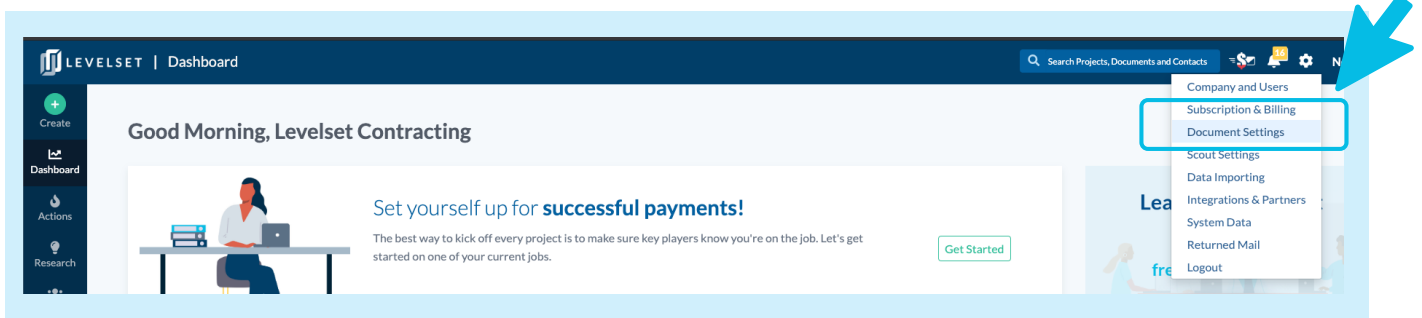 LEVELSET | Dashboard
Search Projects, Documents and Contacts
16
Create
Dashboard
Actions
Research
Good Morning, Levelset Contracting
Set yourself up for successful payments!
The best way to kick off every project is to make sure key players know you're on the job. Let's get
started on one of your current jobs.
Get Started
Company and Users
Subscription & Billing
Document Settings
Scout Settings
Data Importing
Integrations & Partners
System Data
Returned Mail
Logout